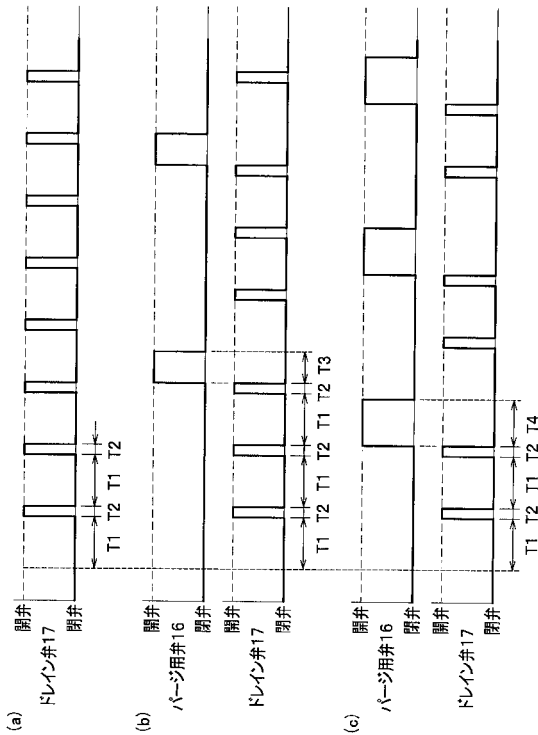 (a)
開弁
ドレイン弁17
閉弁
T1 T2 T1 T2
(b)
開弁
パージ用弁16
閉弁
開弁
ドレイン弁17
閉弁
T1 T2 T1 T2 T1 T2 T3
(c)
開弁
パージ用弁16
閉弁
開弁
ドレイン弁17
閉弁
T1 T2 T1 T2 T4